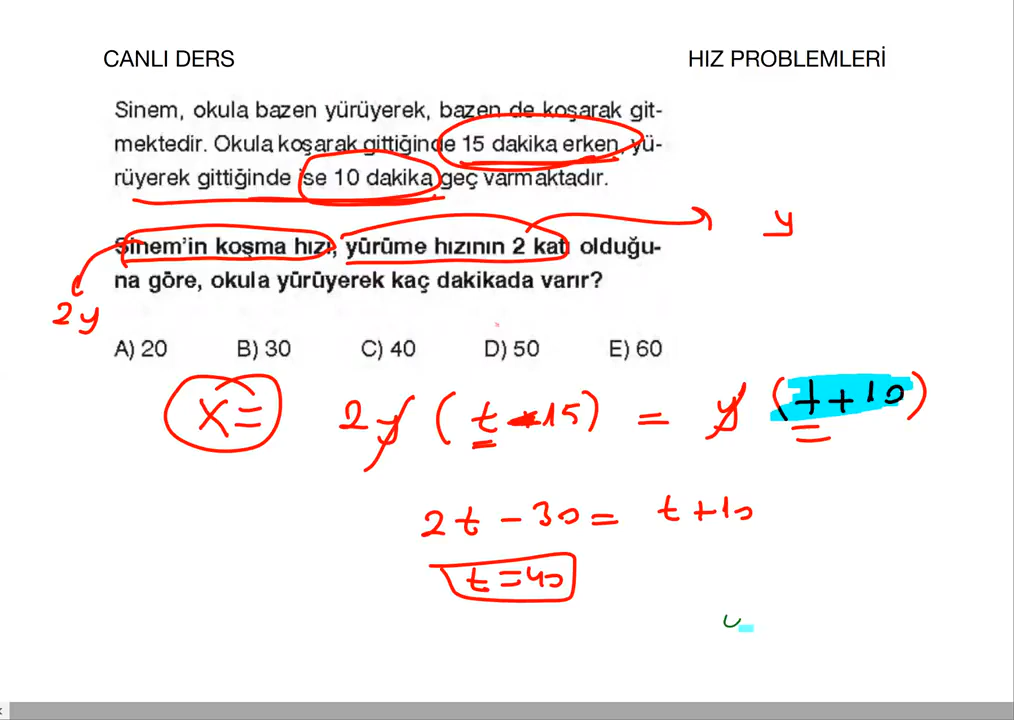 CANLI DERS HIZ PROBLEMLERİ
Sinem, okula bazen yürüyerek, bazen de koşarak git-
mektedir. Okula koşarak gittiğinde 15 dakika erken, yü-
rüyerek gittiğinde ise 10 dakika geç varmaktadır.
y
Sinem'in koşma hızı, yürüme hızının 2 katı olduğu-
na göre, okula yürüyerek kaç dakikada varır?
2y
A) 20 B) 30 C) 40 D) 50 E) 60
x = 2y (t - 15) = y (t + 10)
2t - 30 = t + 10
t = 40